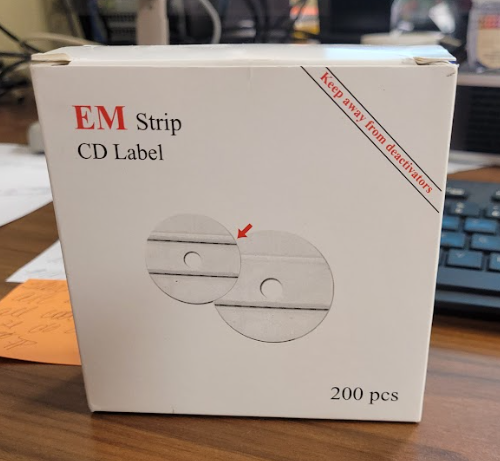 EM Strip
CD Label
Keep away from deactivators
200 pcs